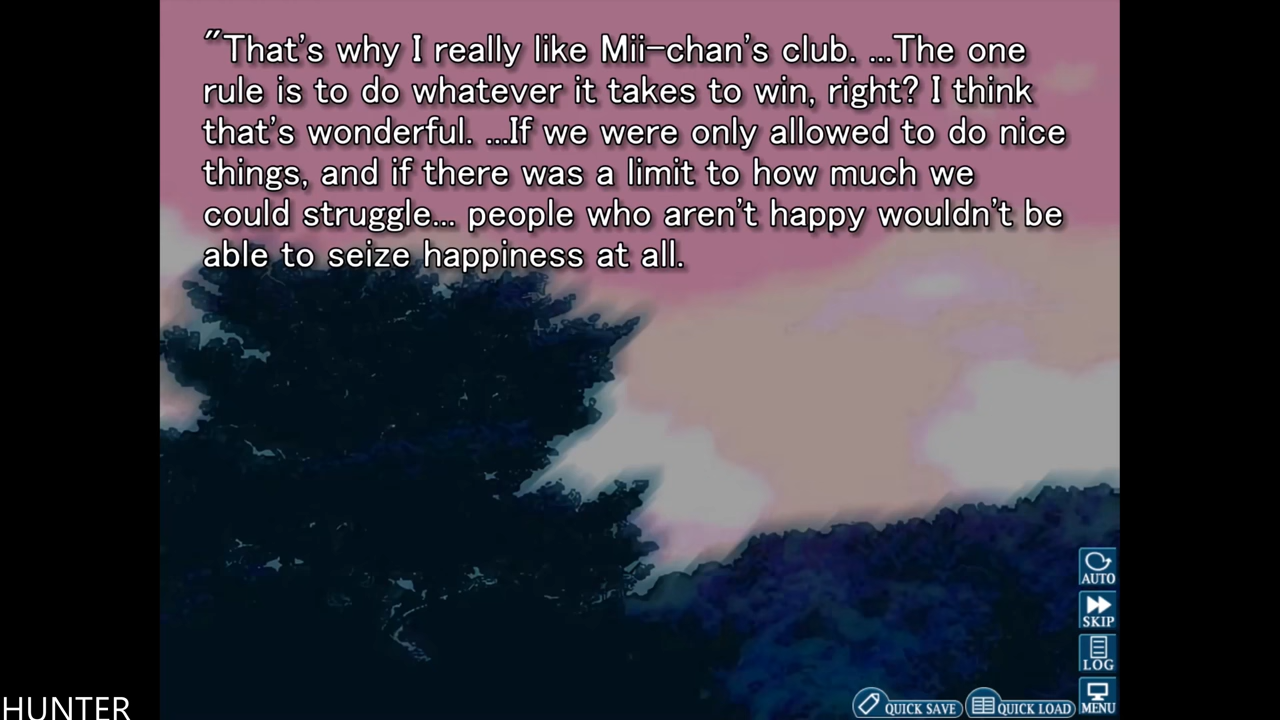 "That's why I really like Mii-chan's club. ...The one
rule is to do whatever it takes to win, right? I think
that's wonderful. ...If we were only allowed to do nice
things, and if there was a limit to how much we
could struggle... people who aren't happy wouldn't be
able to seize happiness at all.
AUTO
SKIP
LOG
MENU
QUICK SAVE
QUICK LOAD
HUNTER